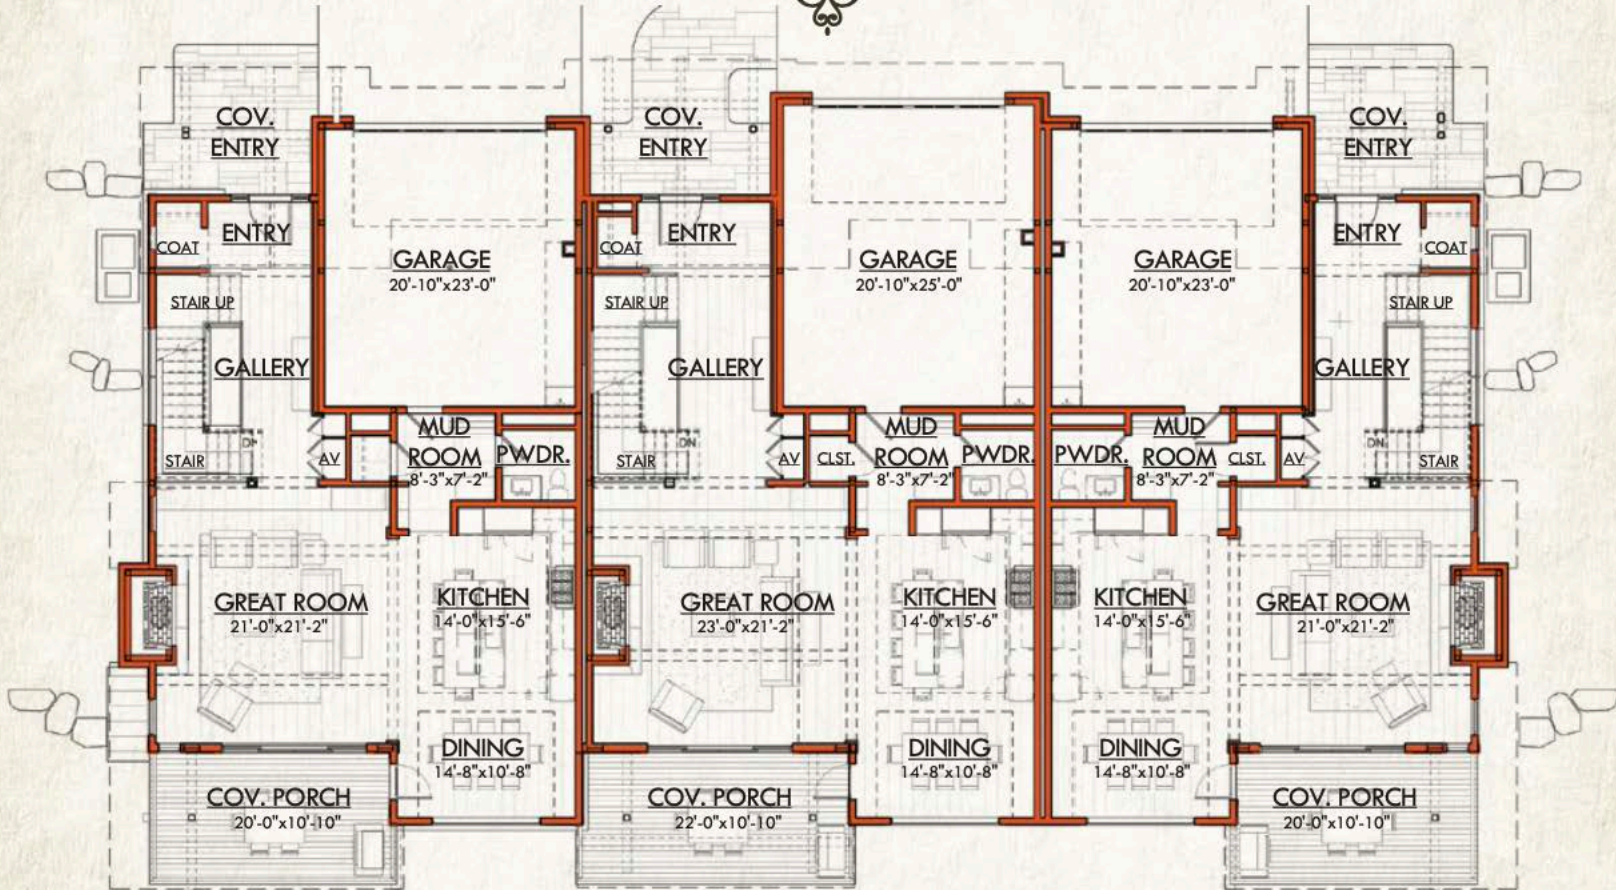 COV.
ENTRY
COV.
ENTRY
COV.
ENTRY
ENTRY
COAT
ENTRY
COAT
ENTRY
COAT
GARAGE
20'-10"x23'-0"
GARAGE
20'-10"x25'-0"
GARAGE
20'-10"x23'-0"
STAIR UP
STAIR UP
STAIR UP
GALLERY
GALLERY
GALLERY
DN
STAIR
AV
MUD
ROOM
8'-3"x7'-2"
PWDR.
DN
STAIR
AV
CLST.
MUD
ROOM
8'-3"x7'-2"
PWDR.
PWDR.
MUD
ROOM
8'-3"x7'-2"
CLST.
AV
DN
STAIR
GREAT ROOM
21'-0"x21'-2"
KITCHEN
14'-0"x15'-6"
GREAT ROOM
23'-0"x21'-2"
KITCHEN
14'-0"x15'-6"
KITCHEN
14'-0"x15'-6"
GREAT ROOM
21'-0"x21'-2"
DINING
14'-8"x10'-8"
DINING
14'-8"x10'-8"
DINING
14'-8"x10'-8"
COV. PORCH
20'-0"x10'-10"
COV. PORCH
22'-0"x10'-10"
COV. PORCH
20'-0"x10'-10"